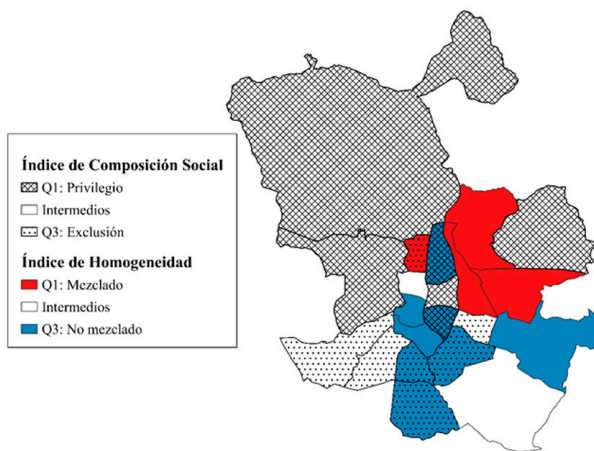 Índice de Composición Social
Q1: Privilegio
Intermedios
Q3: Exclusión
Índice de Homogeneidad
Q1: Mezclado
Intermedios
Q3: No mezclado